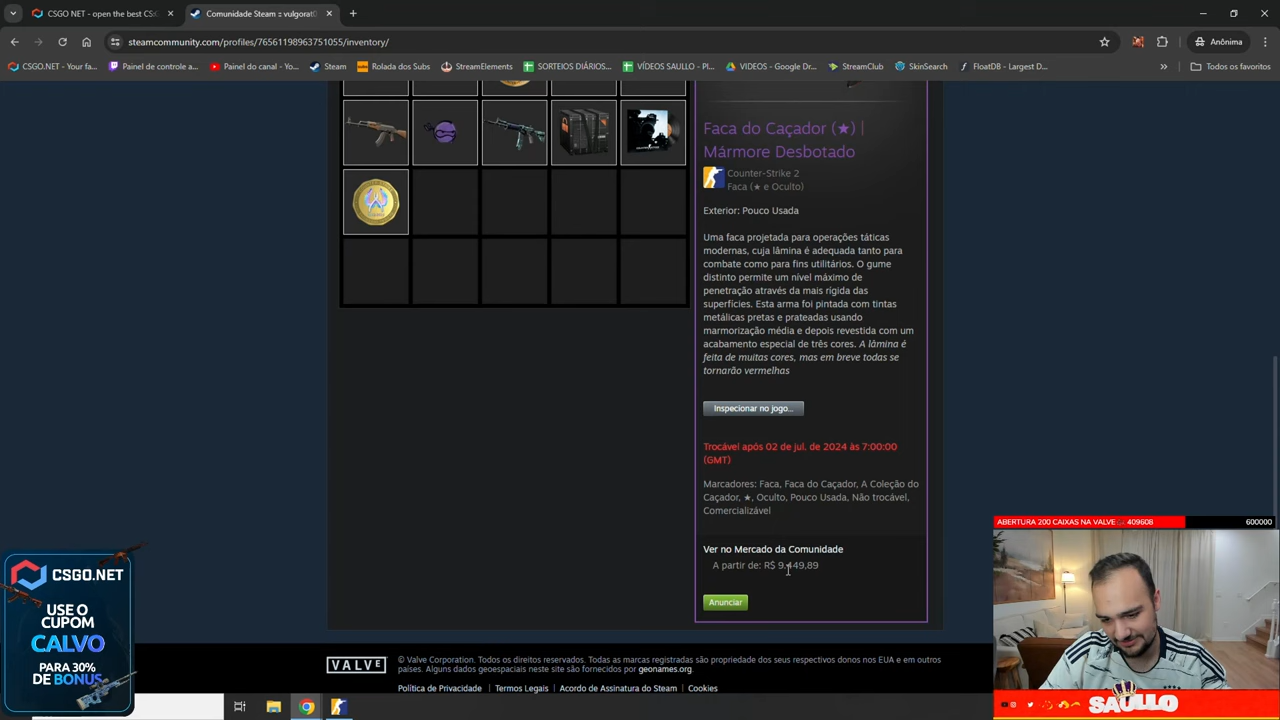 CSGO.NET - open the best CS:
Comunidade Steam :: vulgorat0
steamcommunity.com/profiles/76561198963751055/inventory/
Anônima
CSGO.NET - Your fa...
Painel de controle a...
Painel do canal - Yo...
Steam
Rolada dos Subs
StreamElements
SORTEIOS DIÁRIOS...
VÍDEOS SAULLO - Pl...
VIDEOS - Google Dr...
StreamClub
SkinSearch
FloatDB - Largest D...
Todos os favoritos
Faca do Caçador (★) |
Mármore Desbotado
Counter-Strike 2
Faca (★ e Oculto)
Exterior: Pouco Usada
Uma faca projetada para operações táticas
modernas, cuja lâmina é adequada tanto para
combate como para fins utilitários. O gume
distinto permite um nível máximo de
penetração através da mais rígida das
superfícies. Esta arma foi pintada com tintas
metálicas pretas e prateadas usando
marmorização média e depois revestida com um
acabamento especial de três cores. A lâmina é
feita de muitas cores, mas em breve todas se
tornarão vermelhas
Inspecionar no jogo...
Trocável após 02 de jul. de 2024 às 7:00:00
(GMT)
Marcadores: Faca, Faca do Caçador, A Coleção do
Caçador, ★, Oculto, Pouco Usada, Não trocável,
Comercializável
Ver no Mercado da Comunidade
A partir de: R$ 9.449,89
Anunciar
ABERTURA 200 CAIXAS NA VALVE
409608
600000
CSGO.NET
USE O
CUPOM
CALVO
PARA 30%
DE BONUS
VALVE
© Valve Corporation. Todos os direitos reservados. Todas as marcas registradas são propriedade dos seus respectivos donos nos EUA e em outros
países. Alguns dados geoespaciais neste site são fornecidos por geonames.org.
Política de Privacidade | Termos Legais | Acordo de Assinatura do Steam | Cookies
SAULLO